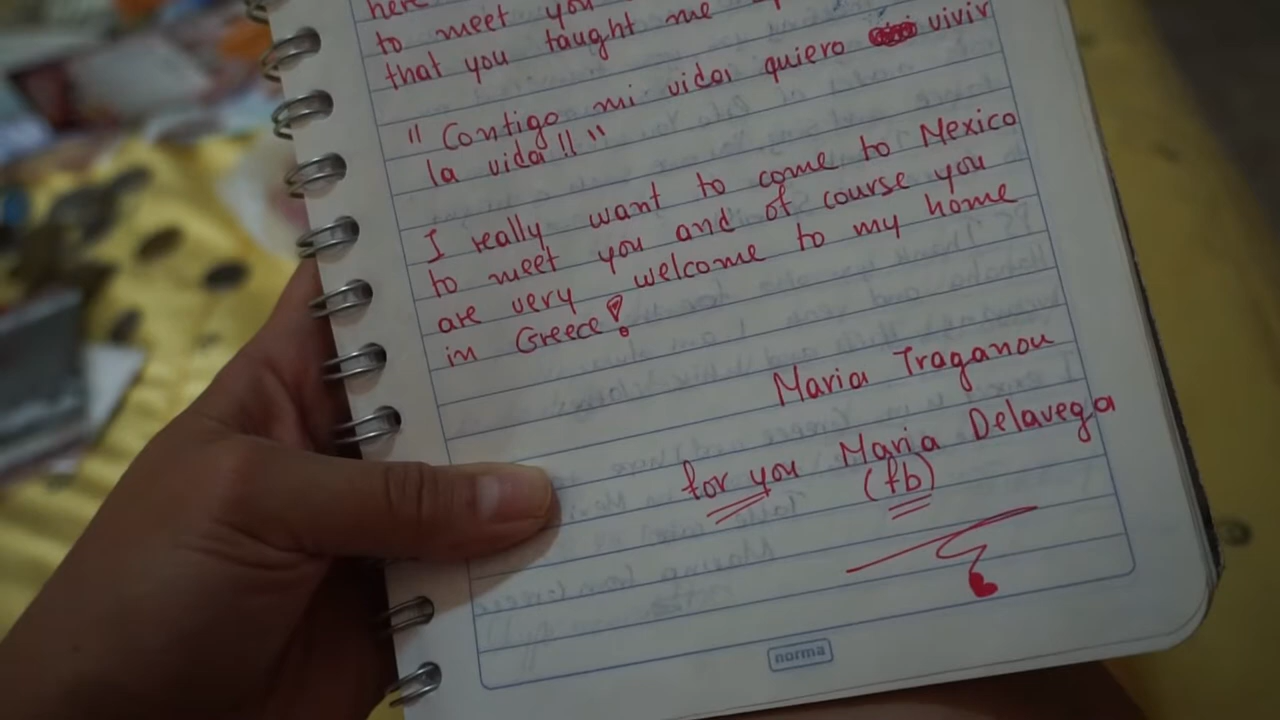 here
to meet you
that you taught me
"Contigo mi vida, quiero vivir
la vida!!"
I really want to come to Mexico
to meet you and of course you
are very welcome to my home
in Greece!
Maria Traganou
for you Maria Delavega
(fb)
norma